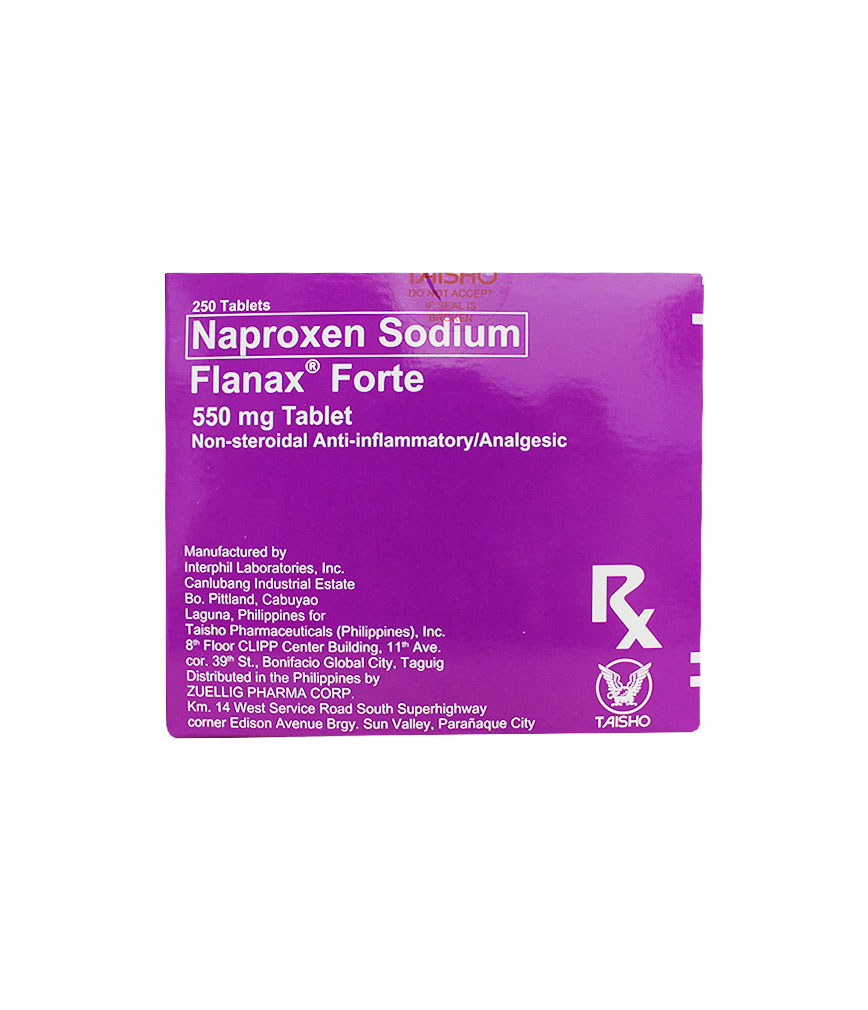 TAISHO
DO NOT ACCEPT
IF SEAL IS
BROKEN
250 Tablets
Naproxen Sodium
Flanax® Forte
550 mg Tablet
Non-steroidal Anti-inflammatory/Analgesic
Manufactured by
Interphil Laboratories, Inc.
Canlubang Industrial Estate
Bo. Pittland, Cabuyao
Laguna, Philippines for
Taisho Pharmaceuticals (Philippines), Inc.
8th Floor CLIPP Center Building, 11th Ave.
cor. 39th St., Bonifacio Global City, Taguig
Distributed in the Philippines by
ZUELLIG PHARMA CORP.
Km. 14 West Service Road South Superhighway
corner Edison Avenue Brgy. Sun Valley, Parañaque City
Rx
TAISHO